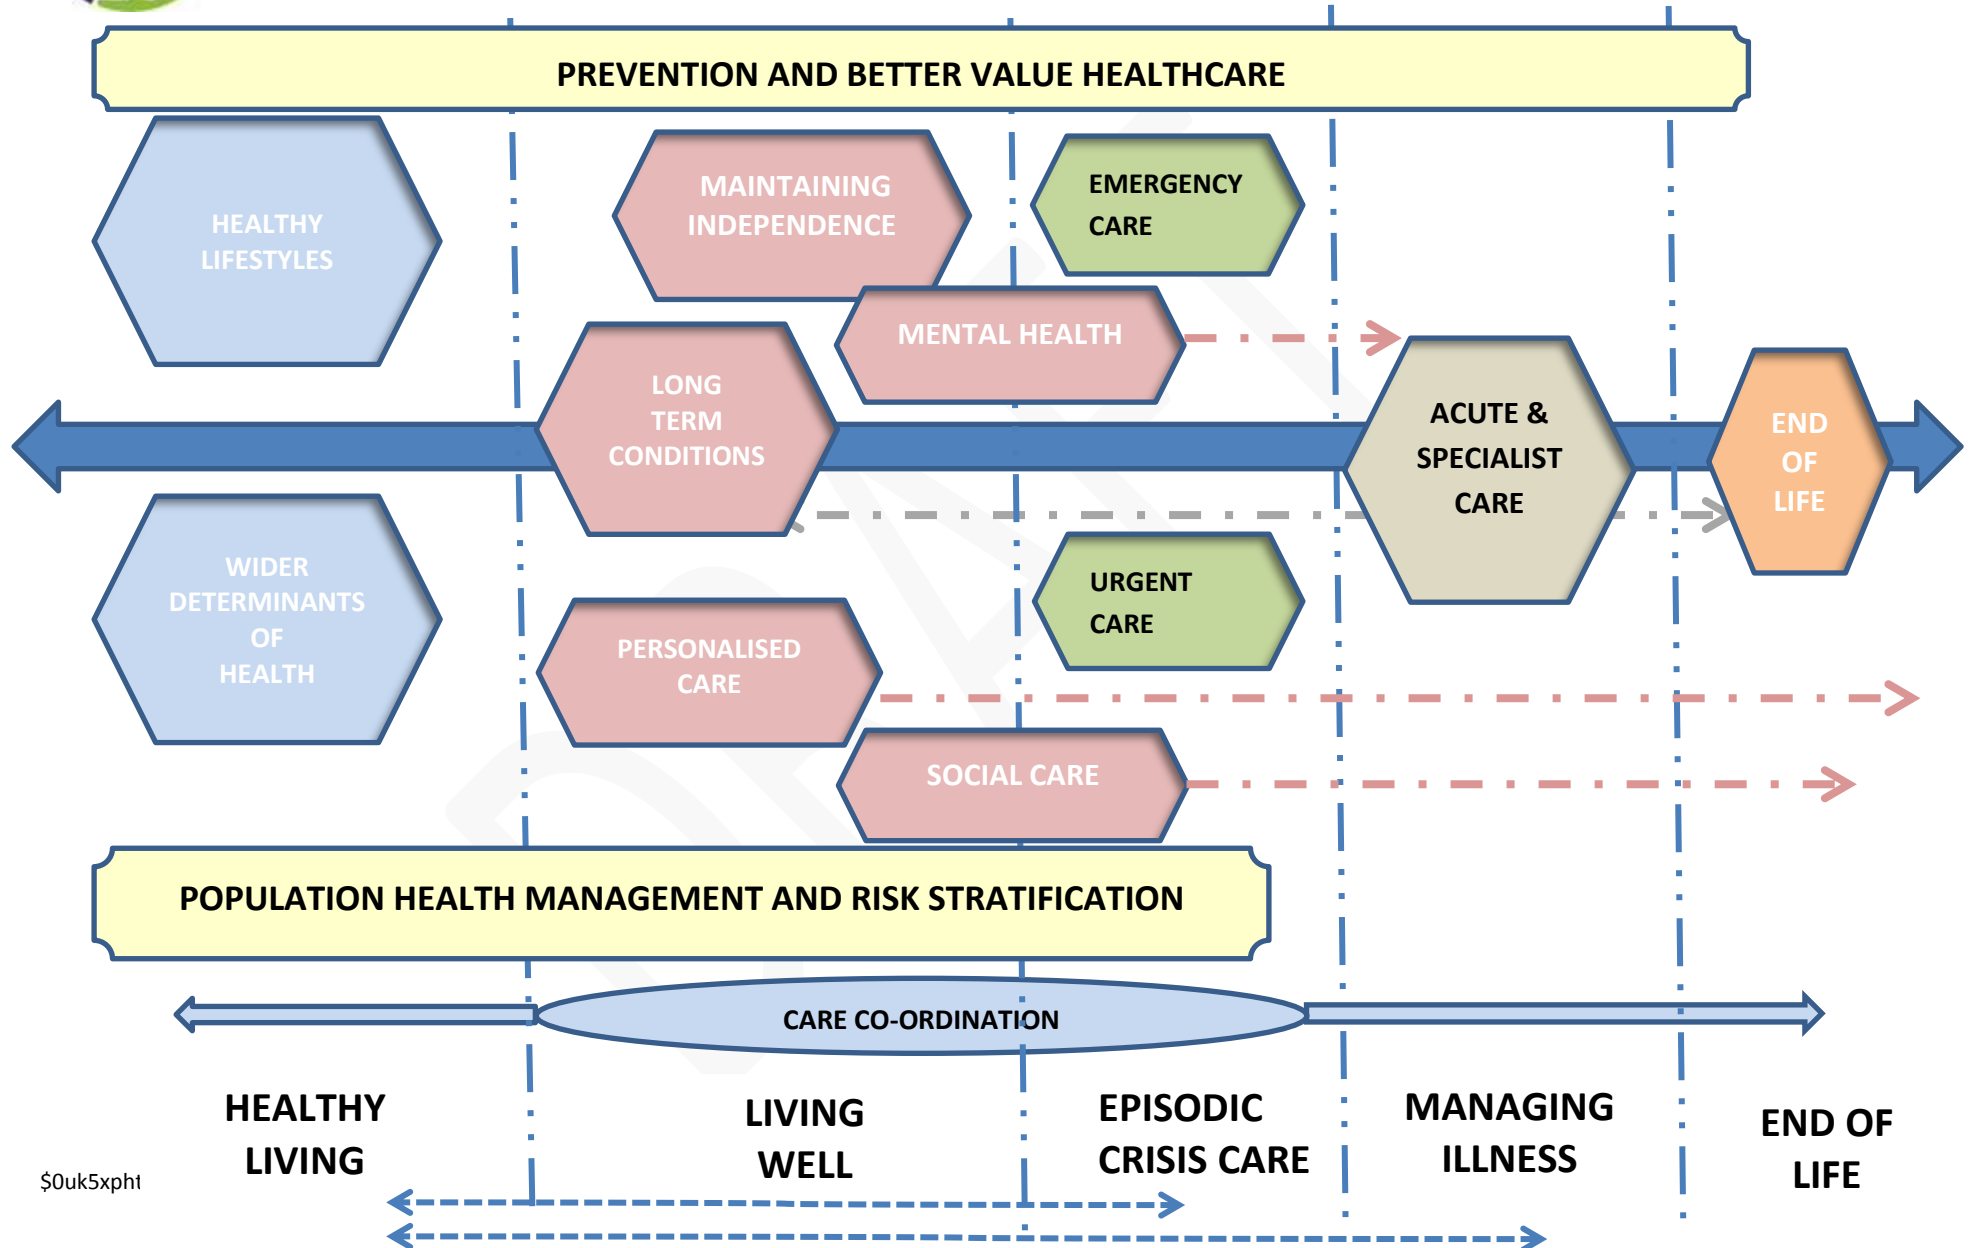 PREVENTION AND BETTER VALUE HEALTHCARE
HEALTHY
LIFESTYLES
MAINTAINING
INDEPENDENCE
EMERGENCY
CARE
MENTAL HEALTH
LONG
TERM
CONDITIONS
ACUTE &
SPECIALIST
CARE
END
OF
LIFE
WIDER
DETERMINANTS
OF
HEALTH
URGENT
CARE
PERSONALISED
CARE
SOCIAL CARE
POPULATION HEALTH MANAGEMENT AND RISK STRATIFICATION
CARE CO-ORDINATION
HEALTHY
LIVING
LIVING
WELL
EPISODIC
CRISIS CARE
MANAGING
ILLNESS
END OF
LIFE
$0uk5xpht
DRAFT